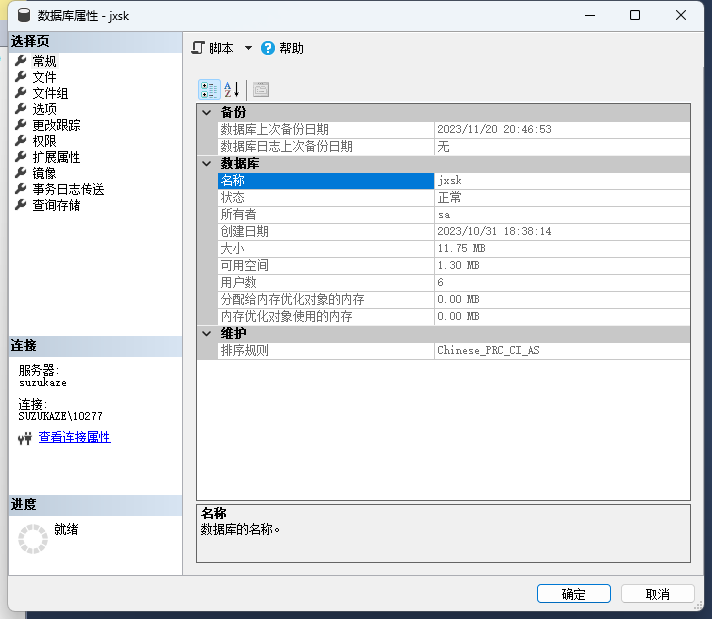 数据库属性 - jxsk
选择页
常规
文件
文件组
选项
更改跟踪
权限
扩展属性
镜像
事务日志传送
查询存储
连接
服务器:
suzukaze
连接:
SUZUKAZE\10277
查看连接属性
进度
就绪
脚本 帮助
备份
数据库上次备份日期 2023/11/20 20:46:53
数据库日志上次备份日期 无
数据库
名称 jxsk
状态 正常
所有者 sa
创建日期 2023/10/31 18:38:14
大小 11.75 MB
可用空间 1.30 MB
用户数 6
分配给内存优化对象的内存 0.00 MB
内存优化对象使用的内存 0.00 MB
维护
排序规则 Chinese_PRC_CI_AS
名称
数据库的名称。
确定 取消